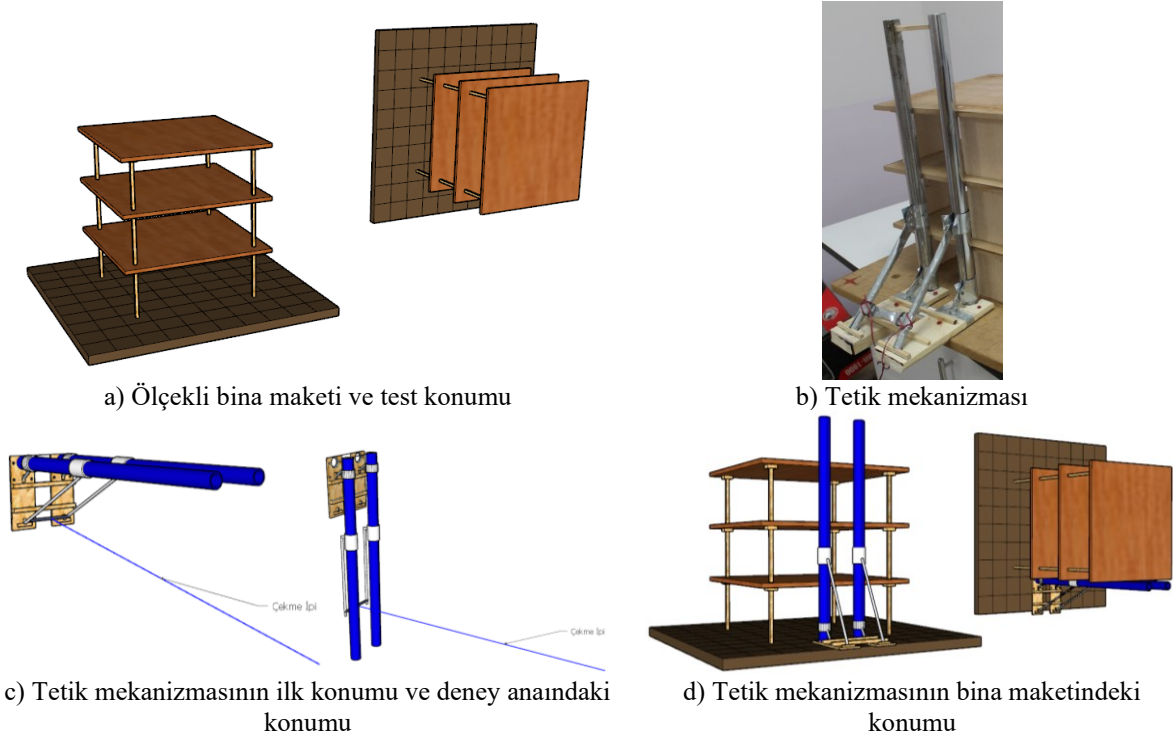 a) Ölçekli bina maketi ve test konumu
b) Tetik mekanizması
Çekme İpi
Çekme İpi
c) Tetik mekanizmasının ilk konumu ve deney anaındaki
konumu
d) Tetik mekanizmasının bina maketindeki
konumu